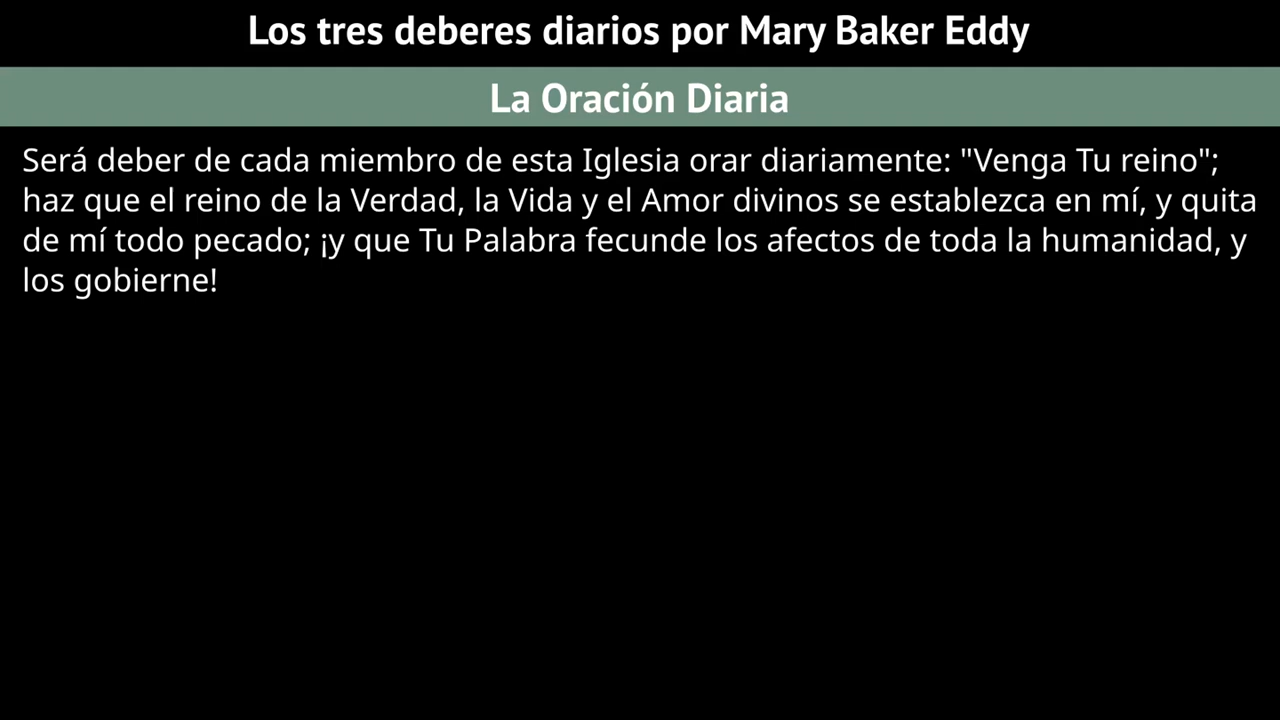 Los tres deberes diarios por Mary Baker Eddy
La Oración Diaria
Será deber de cada miembro de esta Iglesia orar diariamente: "Venga Tu reino";
haz que el reino de la Verdad, la Vida y el Amor divinos se establezca en mí, y quita
de mí todo pecado; ¡y que Tu Palabra fecunde los afectos de toda la humanidad, y
los gobierne!